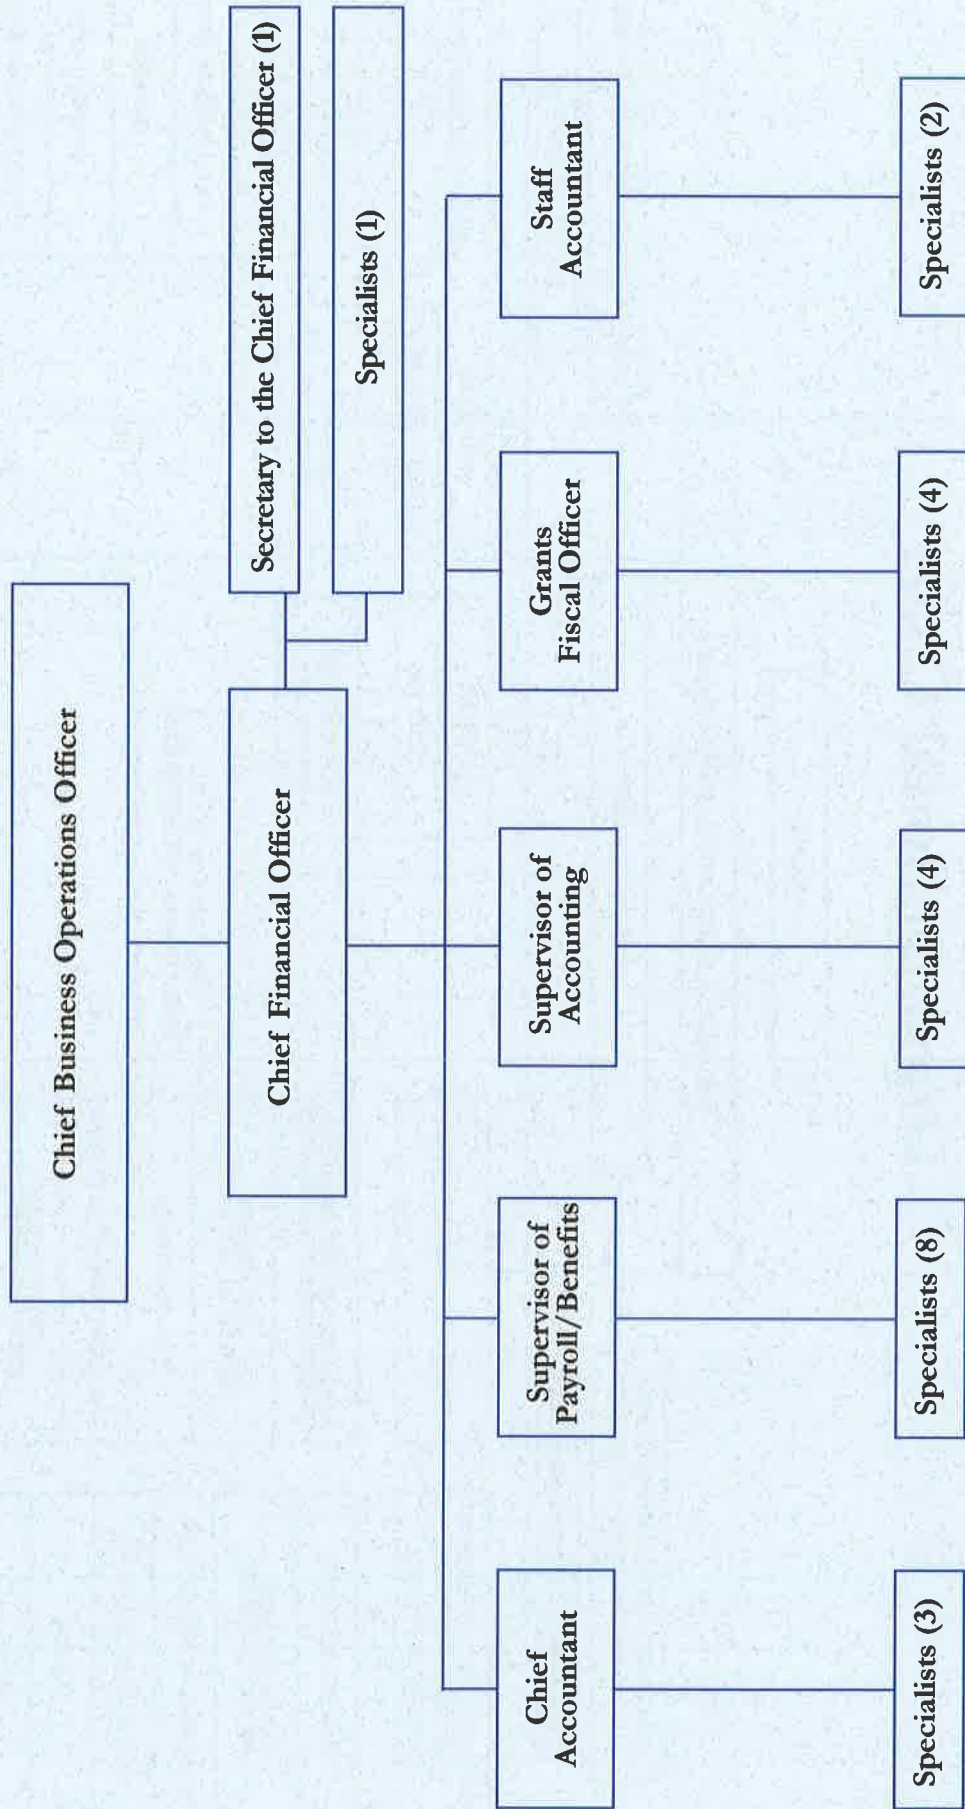 Chief Business Operations Officer
Chief Financial Officer
Secretary to the Chief Financial Officer (1)
Specialists (1)
Chief
Accountant
Supervisor of
Payroll/Benefits
Supervisor of
Accounting
Grants
Fiscal Officer
Staff
Accountant
Specialists (3)
Specialists (8)
Specialists (4)
Specialists (4)
Specialists (2)